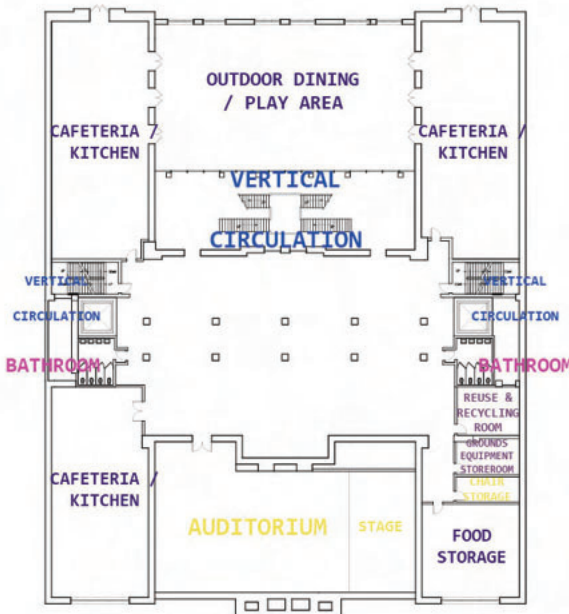 OUTDOOR DINING
/ PLAY AREA
CAFETERIA /
KITCHEN
CAFETERIA /
KITCHEN
VERTICAL
CIRCULATION
VERTICAL
CIRCULATION
VERTICAL
CIRCULATION
BATHROOM
BATHROOM
REUSE &
RECYCLING
ROOM
GROUNDS
EQUIPMENT
STOREROOM
CHAIR
STORAGE
CAFETERIA /
KITCHEN
AUDITORIUM
STAGE
FOOD
STORAGE